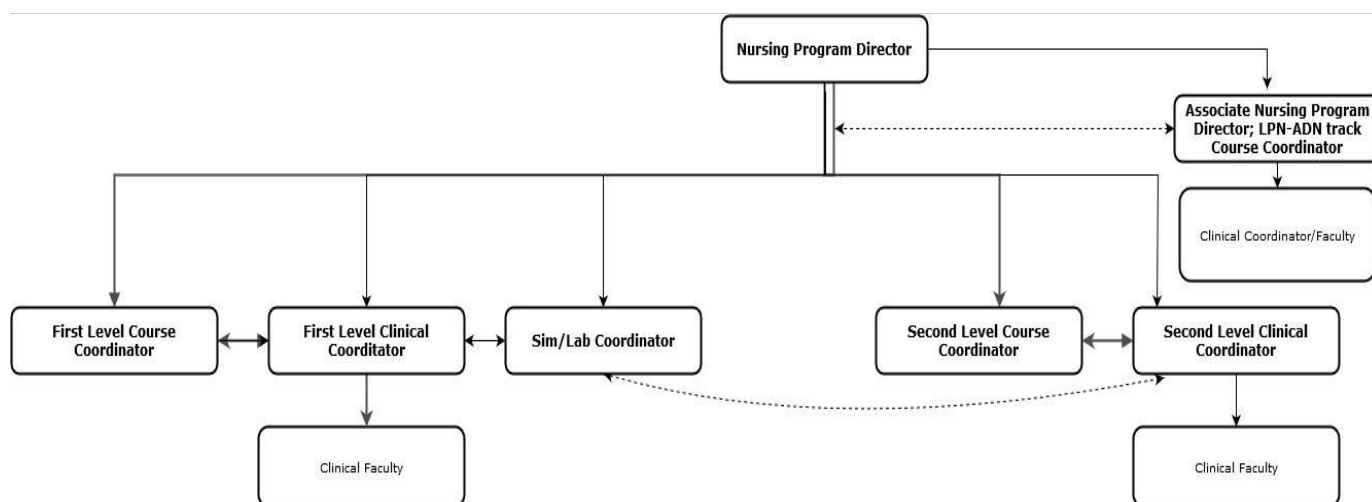 Nursing Program Director
Associate Nursing Program
Director; LPN-ADN track
Course Coordinator
Clinical Coordinator/Faculty
First Level Course
Coordinator
First Level Clinical
Coorditator
Sim/Lab Coordinator
Second Level Course
Coordinator
Second Level Clinical
Coordinator
Clinical Faculty
Clinical Faculty